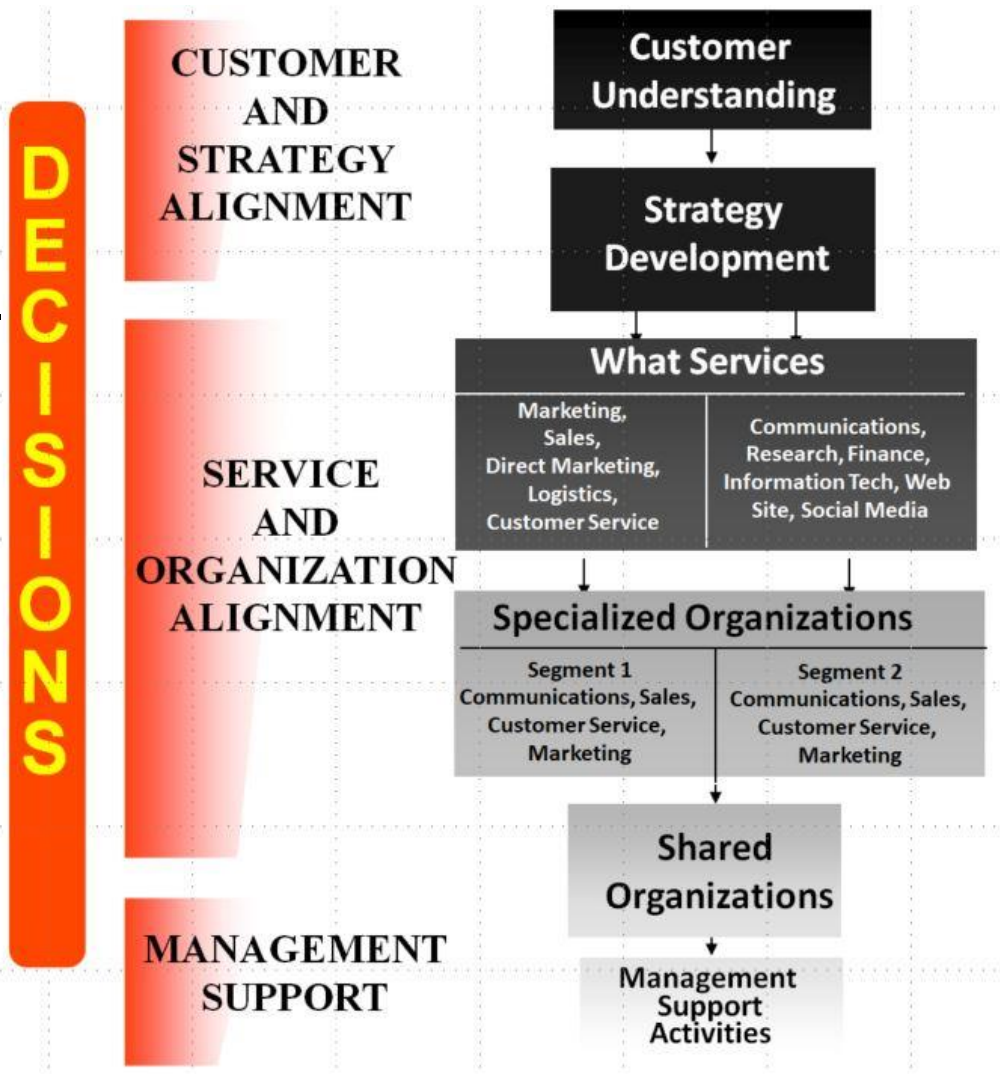 DECISIONS
CUSTOMER
AND
STRATEGY
ALIGNMENT
Customer
Understanding
Strategy
Development
SERVICE
AND
ORGANIZATION
ALIGNMENT
What Services
Marketing,
Sales,
Direct Marketing,
Logistics,
Customer Service
Communications,
Research, Finance,
Information Tech, Web
Site, Social Media
Specialized Organizations
Segment 1
Communications, Sales,
Customer Service,
Marketing
Segment 2
Communications, Sales,
Customer Service,
Marketing
Shared
Organizations
MANAGEMENT
SUPPORT
Management
Support
Activities